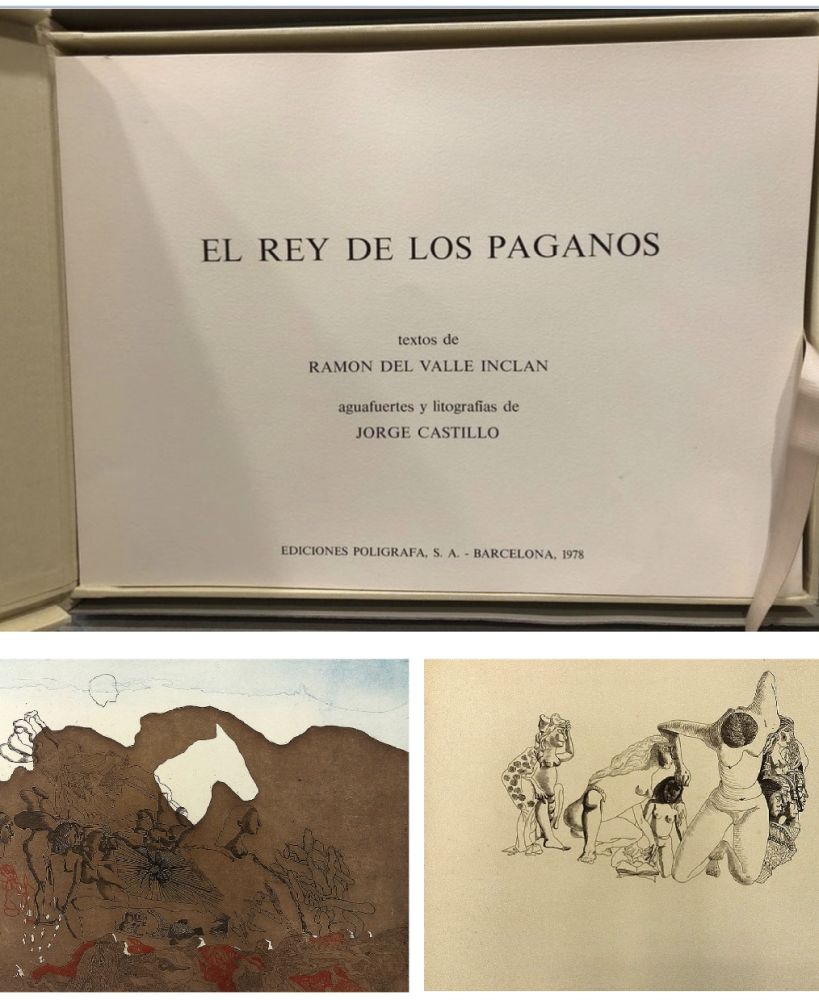 EL REY DE LOS PAGANOS
textos de
RAMON DEL VALLE INCLAN
aguafuertes y litografías de
JORGE CASTILLO
EDICIONES POLIGRAFA, S. A. - BARCELONA, 1978